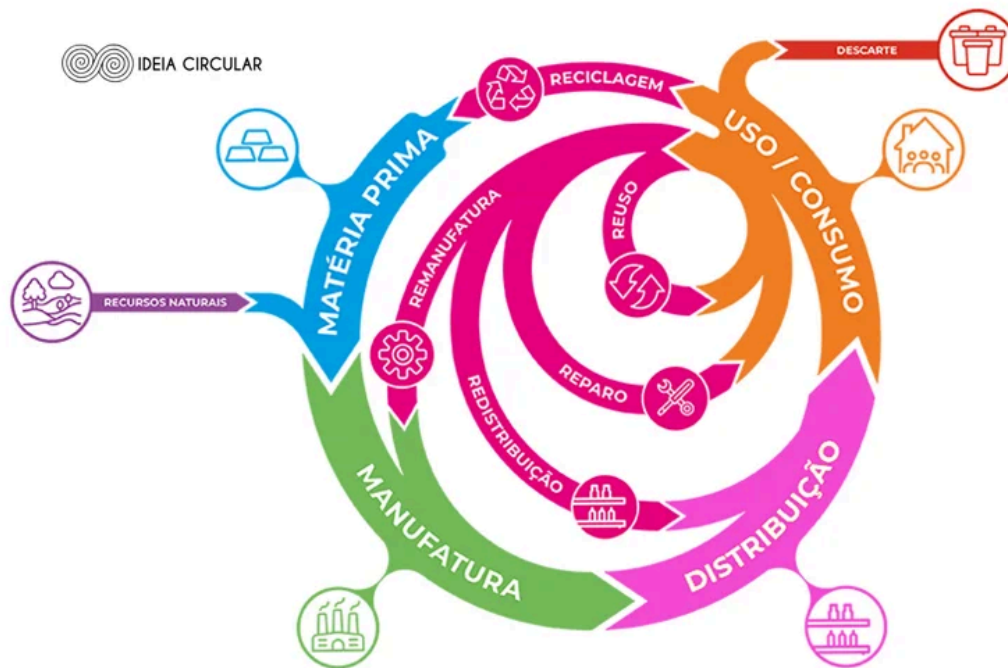 IDEIA CIRCULAR
DESCARTE
RECICLAGEM
USO / CONSUMO
MATÉRIA PRIMA
REMANUFATURA
REUSO
RECURSOS NATURAIS
REPARO
REDISTRIBUIÇÃO
MANUFATURA
DISTRIBUIÇÃO